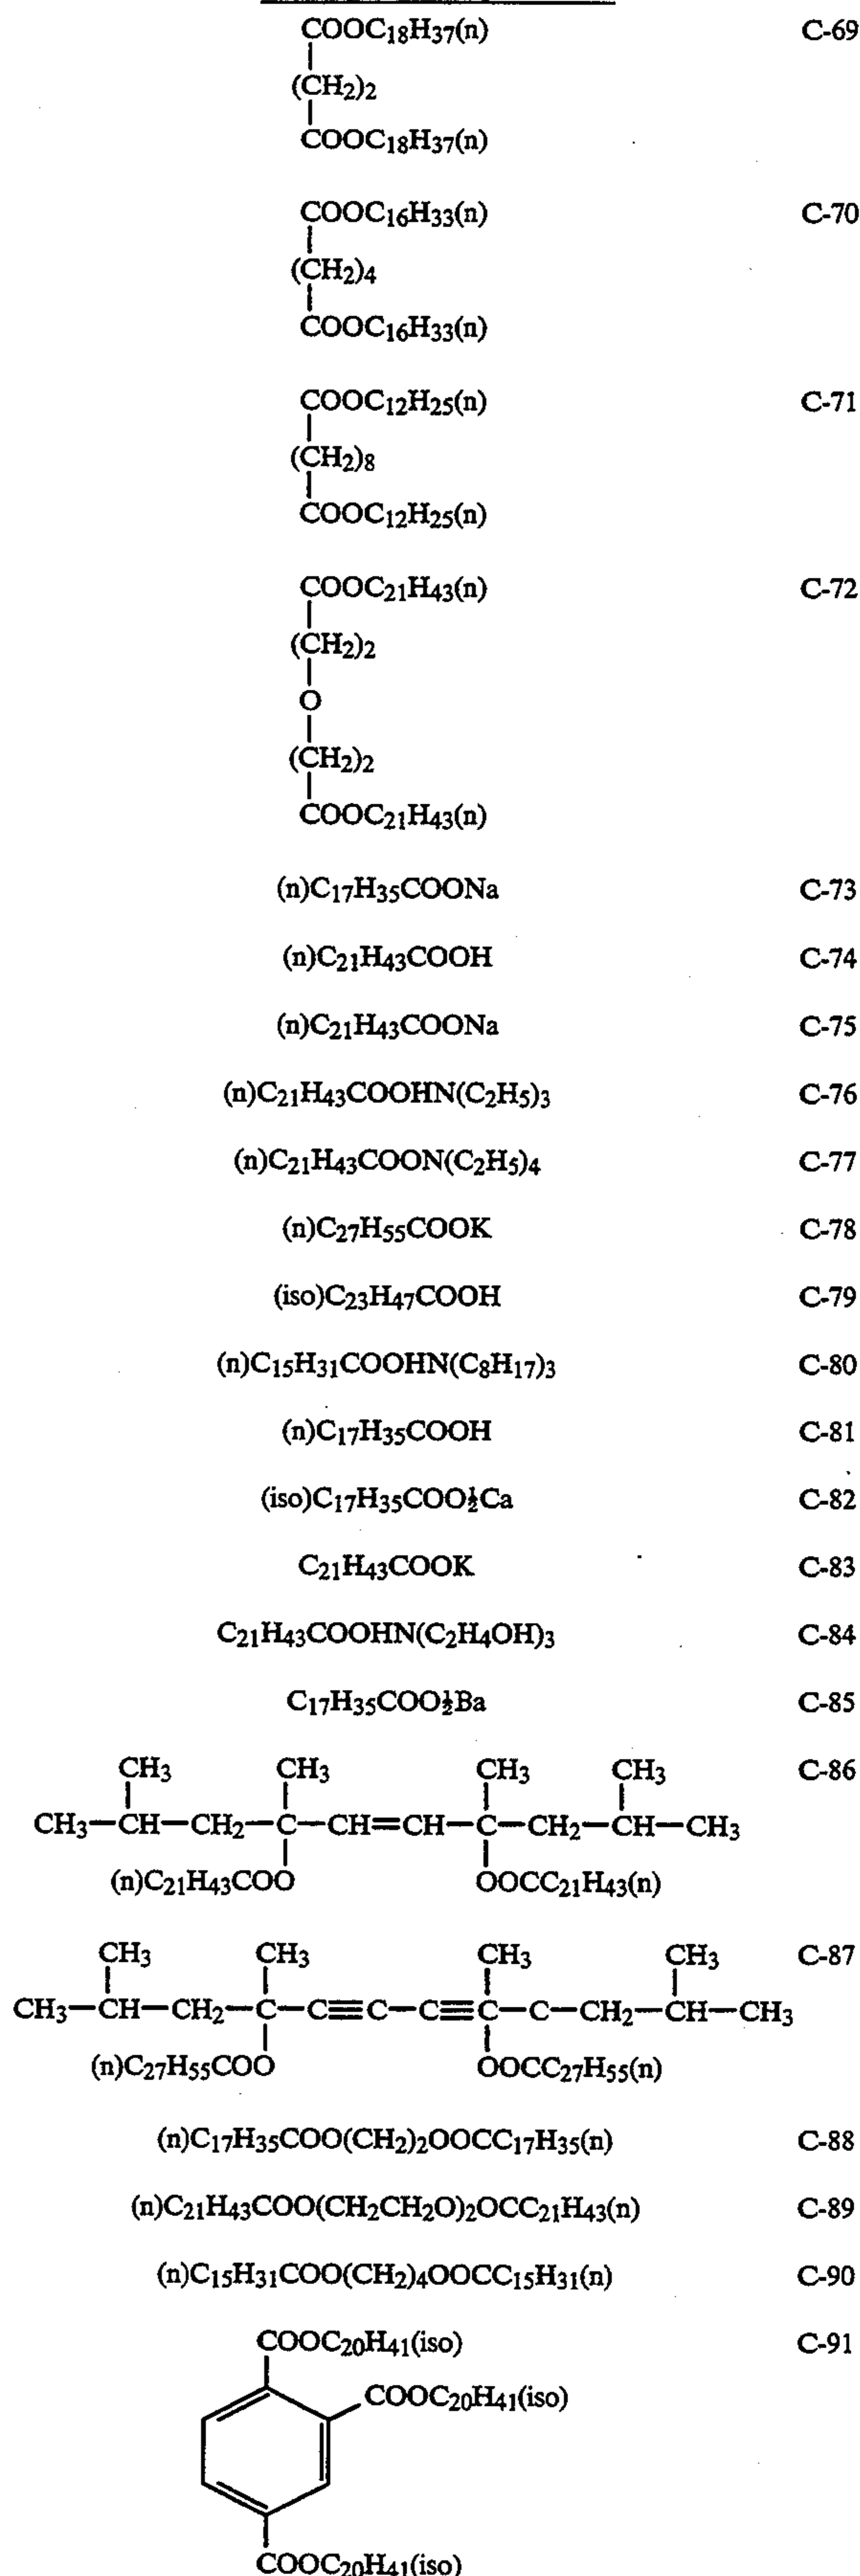 COOC18H37(n) C-69
(CH2)2
COOC18H37(n)
COOC16H33(n) C-70
(CH2)4
COOC16H33(n)
COOC12H25(n) C-71
(CH2)8
COOC12H25(n)
COOC21H43(n) C-72
(CH2)2
O
(CH2)2
COOC21H43(n)
(n)C17H35COONa C-73
(n)C21H43COOH C-74
(n)C21H43COONa C-75
(n)C21H43COOHN(C2H5)3 C-76
(n)C21H43COON(C2H5)4 C-77
(n)C27H55COOK C-78
(iso)C23H47COOH C-79
(n)C15H31COOHN(C8H17)3 C-80
(n)C17H35COOH C-81
(iso)C17H35COO½Ca C-82
C21H43COOK C-83
C21H43COOHN(C2H4OH)3 C-84
C17H35COO½Ba C-85
CH3 CH3 CH3 CH3 C-86
CH3—CH—CH2—C—CH=CH—C—CH2—CH—CH3
(n)C21H43COO OOCC21H43(n)
CH3 CH3 CH3 CH3 C-87
CH3—CH—CH2—C—C≡C—C≡C—C—CH2—CH—CH3
(n)C27H55COO OOCC27H55(n)
(n)C17H35COO(CH2)2OOCC17H35(n) C-88
(n)C21H43COO(CH2CH2O)2OCC21H43(n) C-89
(n)C15H31COO(CH2)4OOCC15H31(n) C-90
COOC20H41(iso) C-91
COOC20H41(iso)
COOC20H41(iso)